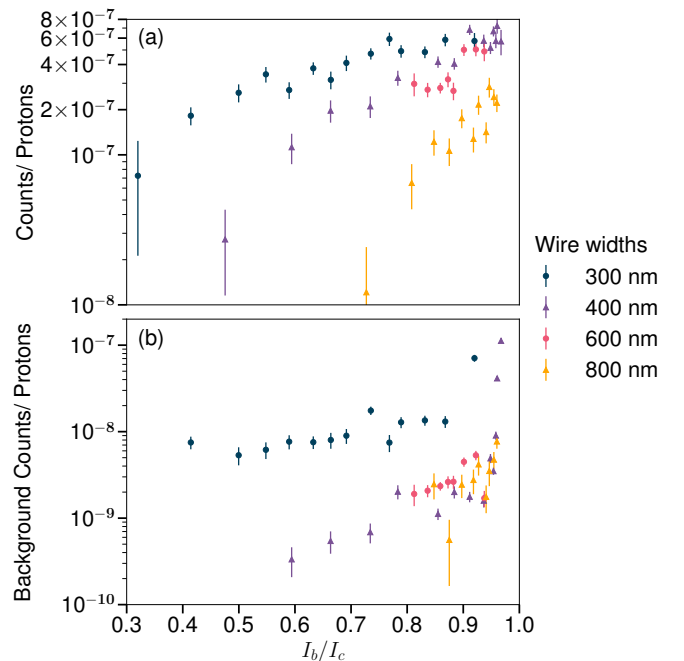 (a)
8×10⁻⁷
6×10⁻⁷
4×10⁻⁷
2×10⁻⁷
10⁻⁷
10⁻⁸
Counts/ Protons
(b)
10⁻⁷
10⁻⁸
10⁻⁹
10⁻¹⁰
Background Counts/ Protons
0.3 0.4 0.5 0.6 0.7 0.8 0.9 1.0
I_b/I_c
Wire widths
300 nm
400 nm
600 nm
800 nm